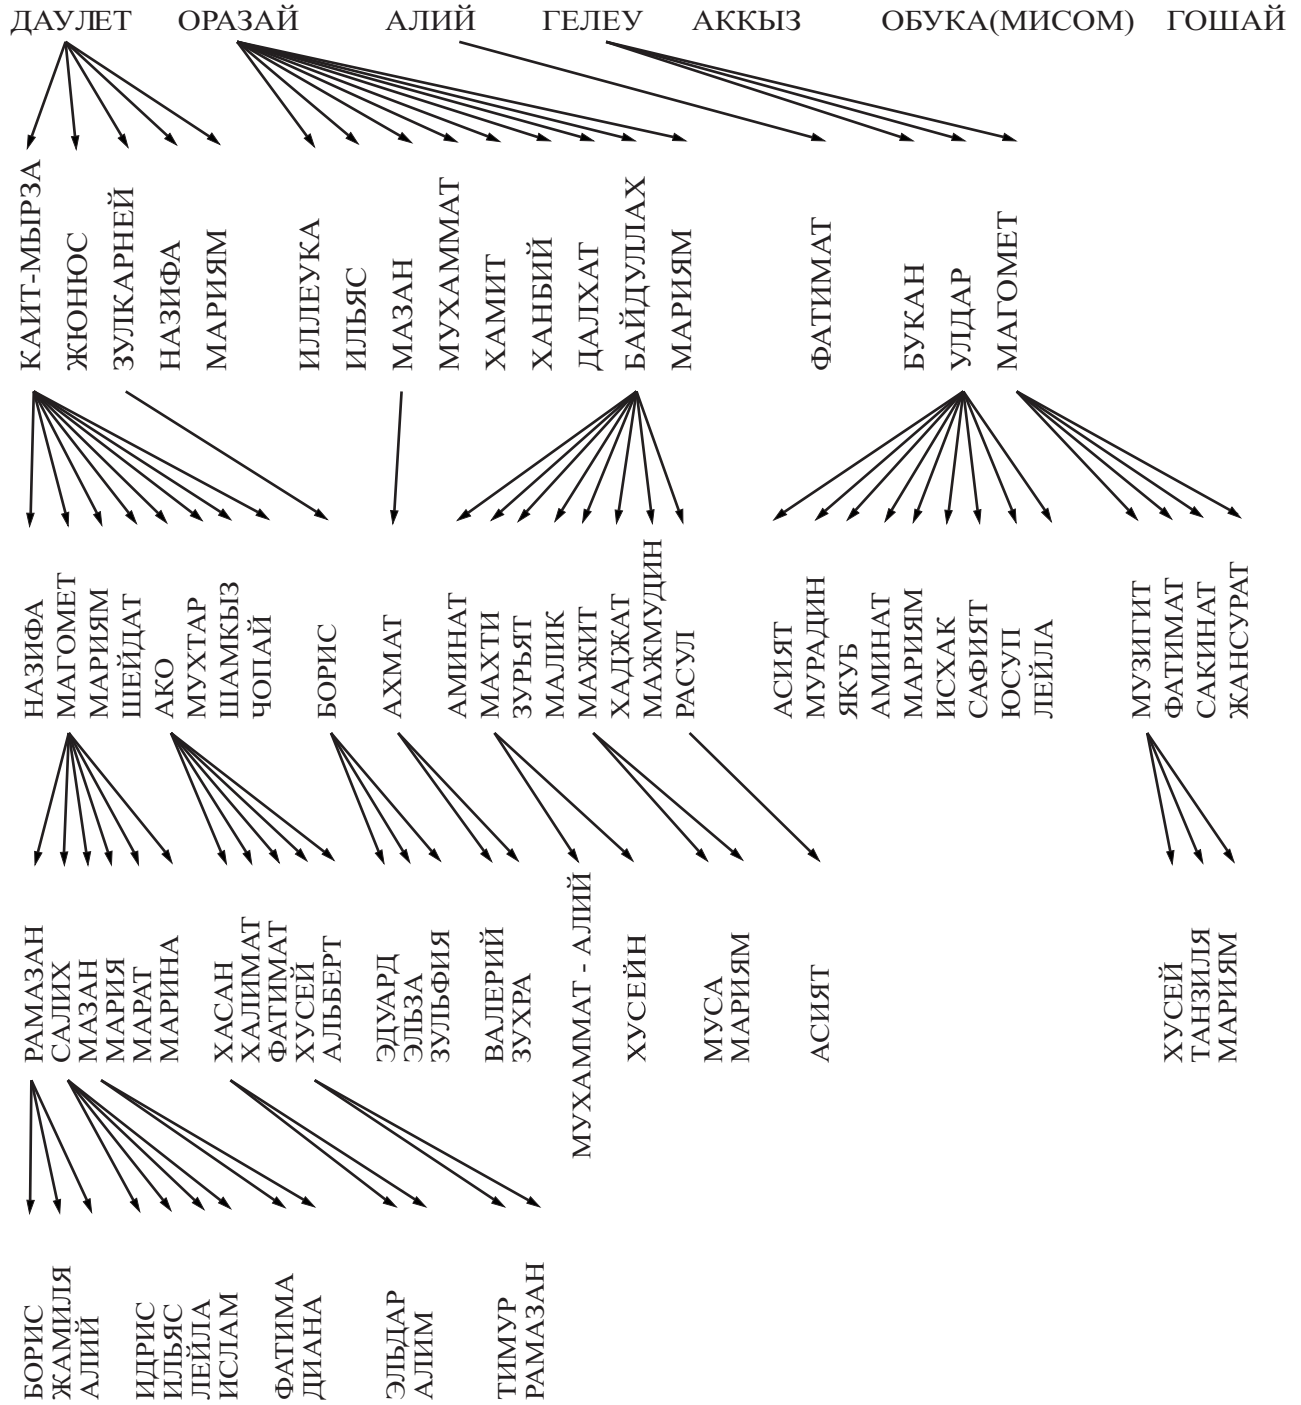 ДАУЛЕТ
ОРАЗАЙ
АЛИЙ
ГЕЛЕУ
АККЫЗ
ОБУКА(МИСОМ)
ГОШАЙ
КАИТ-МЫРЗА
ЖЮНЮС
ЗУЛКАРНЕЙ
НАЗИФА
МАРИЯМ
ИЛЛЕУКА
ИЛЬЯС
МАЗАН
МУХАММАТ
ХАМИТ
ХАНБИЙ
ДАЛХАТ
БАЙДУЛЛАХ
МАРИЯМ
ФАТИМАТ
БУКАН
УЛДАР
МАГОМЕТ
НАЗИФА
МАГОМЕТ
МАРИЯМ
ШЕЙДАТ
АКО
МУХТАР
ШАМКЫЗ
ЧОПАЙ
БОРИС
АХМАТ
АМИНАТ
МАХТИ
ЗУРЬЯТ
МАЛИК
МАЖИТ
ХАДЖАТ
МАЖМУДИН
РАСУЛ
АСИЯТ
МУРАДИН
ЯКУБ
АМИНАТ
МАРИЯМ
ИСХАК
САФИЯТ
ЮСУП
ЛЕЙЛА
МУЗИГИТ
ФАТИМАТ
САКИНАТ
ЖАНСУРАТ
РАМАЗАН
САЛИХ
МАЗАН
МАРИЯ
МАРАТ
МАРИНА
ХАСАН
ХАЛИМАТ
ФАТИМАТ
ХУСЕЙ
АЛЬБЕРТ
ЭДУАРД
ЭЛЬЗА
ЗУЛЬФИЯ
ВАЛЕРИЙ
ЗУХРА
МУХАММАТ - АЛИЙ
ХУСЕЙН
МУСА
МАРИЯМ
АСИЯТ
ХУСЕЙ
ТАНЗИЛЯ
МАРИЯМ
БОРИС
ЖАМИЛЯ
АЛИЙ
ИДРИС
ИЛЬЯС
ЛЕЙЛА
ИСЛАМ
ФАТИМА
ДИАНА
ЭЛЬДАР
АЛИМ
ТИМУР
РАМАЗАН